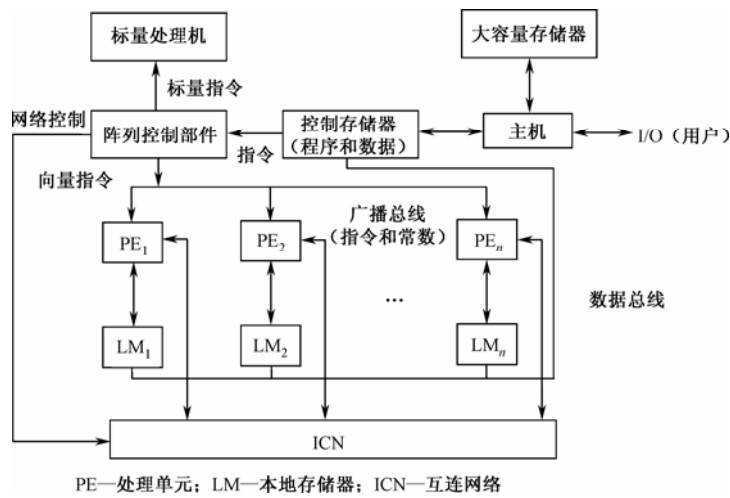 标量处理机
大容量存储器
标量指令
网络控制
阵列控制部件
指令
控制存储器
（程序和数据）
主机
I/O（用户）
向量指令
广播总线
（指令和常数）
PE1
PE2
PEn
数据总线
…
LM1
LM2
LMn
ICN
PE—处理单元；LM—本地存储器；ICN—互连网络